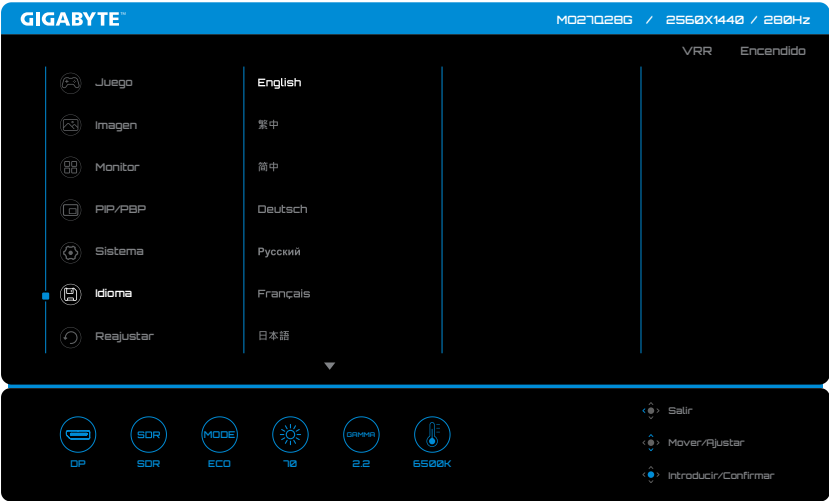 GIGABYTE™ MO27Q28G / 2560X1440 / 280Hz
VRR Encendido
Juego English
Imagen 繁中
Monitor 简中
PIP/PBP Deutsch
Sistema Русский
Idioma Français
Reajustar 日本語
Salir
SDR MODE GAMMA
Mover/Ajustar
DP SDR ECO 70 2.2 6500K
Introducir/Confirmar